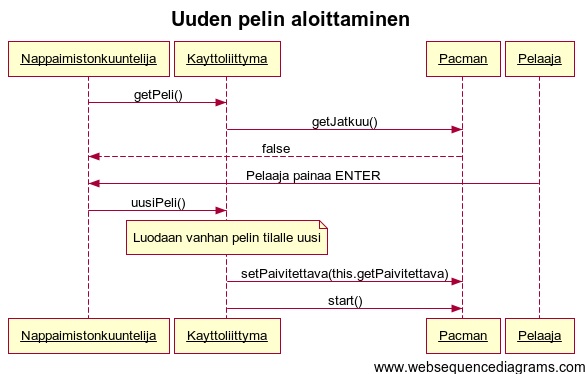 Uuden pelin aloittaminen
Nappaimistonkuuntelija Kayttoliittyma Pacman Pelaaja
getPeli()
getJatkuu()
false
Pelaaja painaa ENTER
uusiPeli()
Luodaan vanhan pelin tilalle uusi
setPaivitettava(this.getPaivitettava)
start()
Nappaimistonkuuntelija Kayttoliittyma Pacman Pelaaja
www.websequencediagrams.com